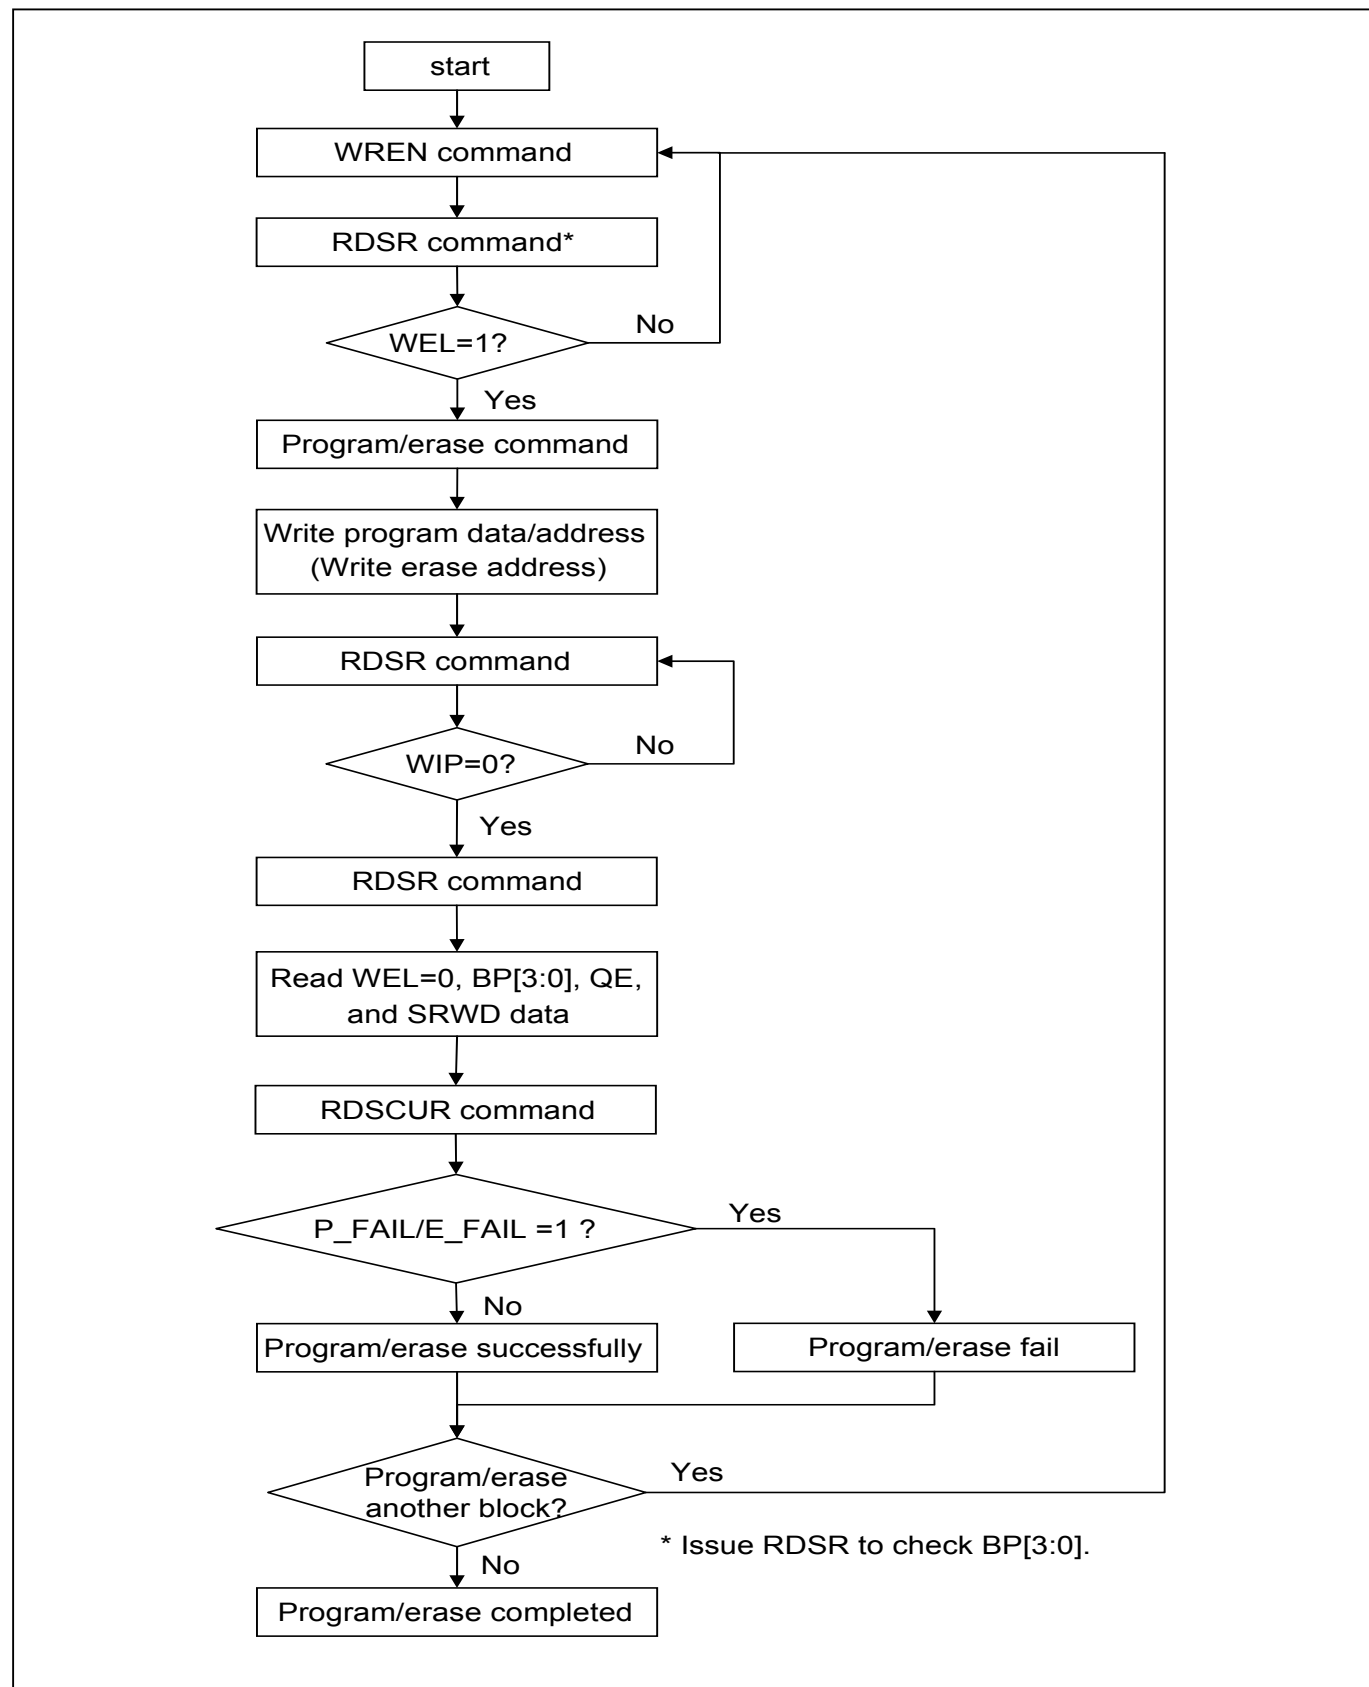 start
WREN command
RDSR command*
WEL=1?
No
Yes
Program/erase command
Write program data/address
(Write erase address)
RDSR command
WIP=0?
No
Yes
RDSR command
Read WEL=0, BP[3:0], QE,
and SRWD data
RDSCUR command
P_FAIL/E_FAIL =1 ?
Yes
No
Program/erase successfully
Program/erase fail
Program/erase
another block?
Yes
* Issue RDSR to check BP[3:0].
No
Program/erase completed